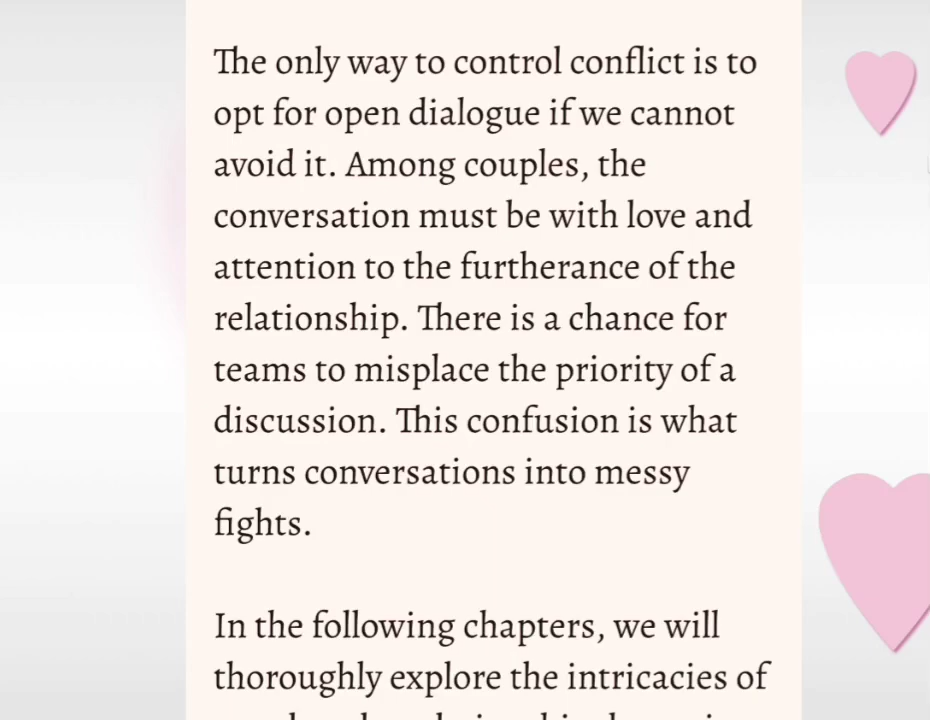 The only way to control conflict is to
opt for open dialogue if we cannot
avoid it. Among couples, the
conversation must be with love and
attention to the furtherance of the
relationship. There is a chance for
teams to misplace the priority of a
discussion. This confusion is what
turns conversations into messy
fights.
In the following chapters, we will
thoroughly explore the intricacies of